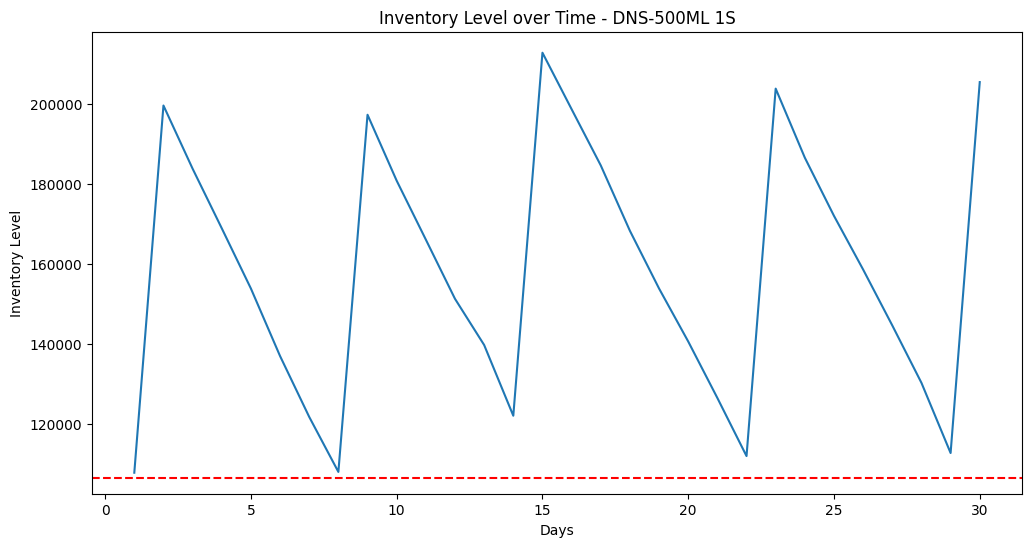 Inventory Level over Time - DNS-500ML 1S
Inventory Level
200000
180000
160000
140000
120000
0 5 10 15 20 25 30
Days